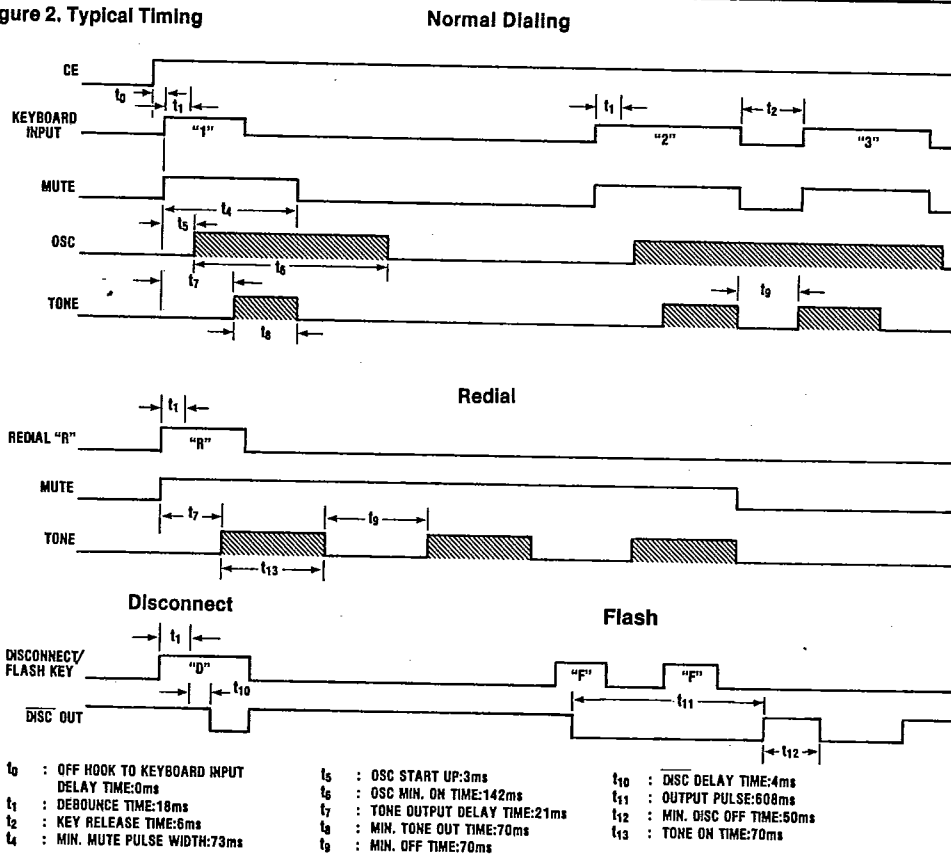 gure 2. Typical Timing
Normal Dialing
CE
t0
t1
t1
t2
KEYBOARD
INPUT
"1"
"2"
"3"
MUTE
t4
t5
OSC
t6
t7
t9
TONE
t8
Redial
t1
REDIAL "R"
"R"
MUTE
t7
t9
TONE
t13
Disconnect
Flash
t1
DISCONNECT/
FLASH KEY
"D"
"F"
"F"
t10
t11
DISC OUT
t12
t0 : OFF HOOK TO KEYBOARD INPUT
DELAY TIME:0ms
t1 : DEBOUNCE TIME:18ms
t2 : KEY RELEASE TIME:6ms
t4 : MIN. MUTE PULSE WIDTH:73ms
t5 : OSC START UP:3ms
t6 : OSC MIN. ON TIME:142ms
t7 : TONE OUTPUT DELAY TIME:21ms
t8 : MIN. TONE OUT TIME:70ms
t9 : MIN. OFF TIME:70ms
t10 : DISC DELAY TIME:4ms
t11 : OUTPUT PULSE:608ms
t12 : MIN. DISC OFF TIME:50ms
t13 : TONE ON TIME:70ms